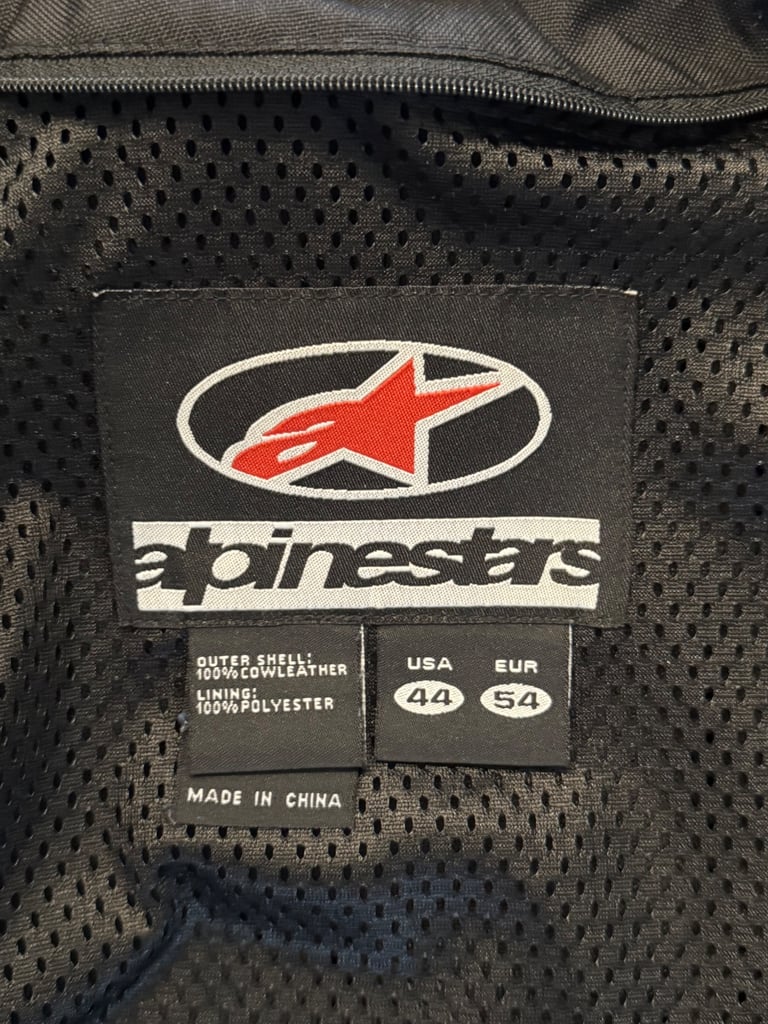 alpinestars
OUTER SHELL:
100%COWLEATHER
LINING:
100%POLYESTER
USA EUR
44 54
MADE IN CHINA